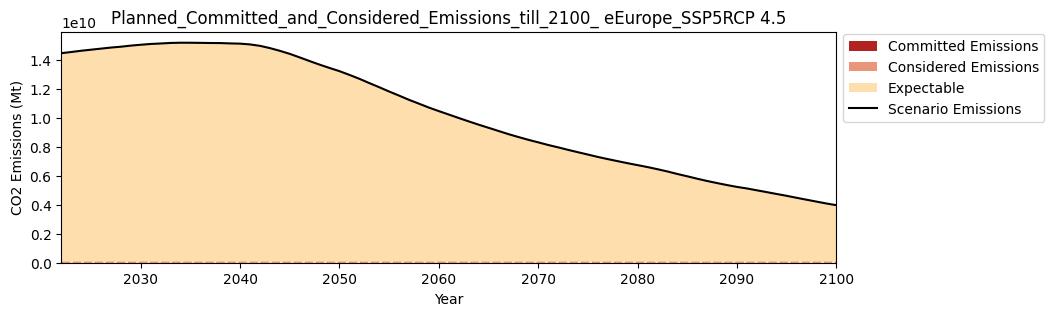 Planned_Committed_and_Considered_Emissions_till_2100_ eEurope_SSP5RCP 4.5
1e10
CO2 Emissions (Mt)
1.4
1.2
1.0
0.8
0.6
0.4
0.2
0.0
2030 2040 2050 2060 2070 2080 2090 2100
Year
Committed Emissions
Considered Emissions
Expectable
Scenario Emissions